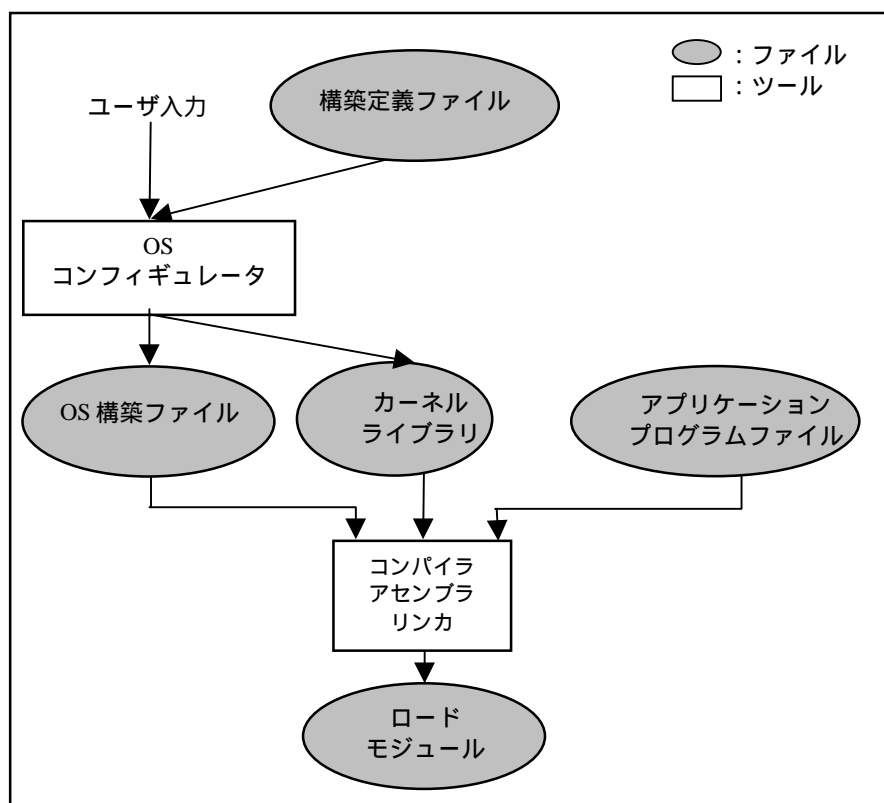 ：ファイル
：ツール
ユーザ入力
構築定義ファイル
OS
コンフィギュレータ
OS 構築ファイル
カーネル
ライブラリ
アプリケーション
プログラムファイル
コンパイラ
アセンブラ
リンカ
ロード
モジュール